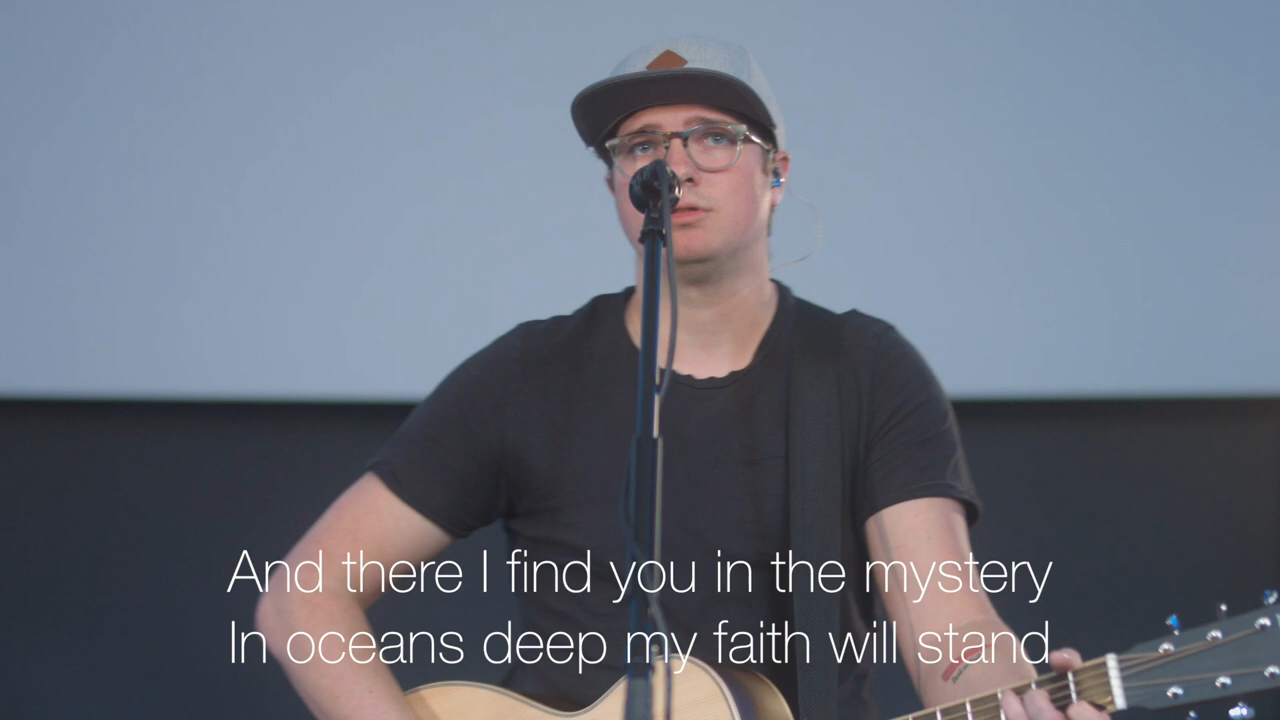 And there I find you in the mystery
In oceans deep my faith will stand